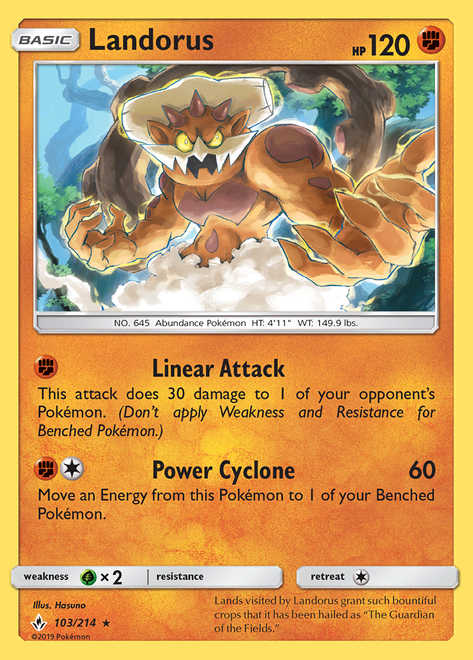 BASIC Landorus HP 120
NO. 645 Abundance Pokémon HT: 4'11" WT: 149.9 lbs.
Linear Attack
This attack does 30 damage to 1 of your opponent's
Pokémon. (Don't apply Weakness and Resistance for
Benched Pokémon.)
Power Cyclone 60
Move an Energy from this Pokémon to 1 of your Benched
Pokémon.
weakness × 2 resistance retreat
Illus. Hasuno
103/214 ★
©2019 Pokémon
Lands visited by Landorus grant such bountiful
crops that it has been hailed as “The Guardian
of the Fields.”